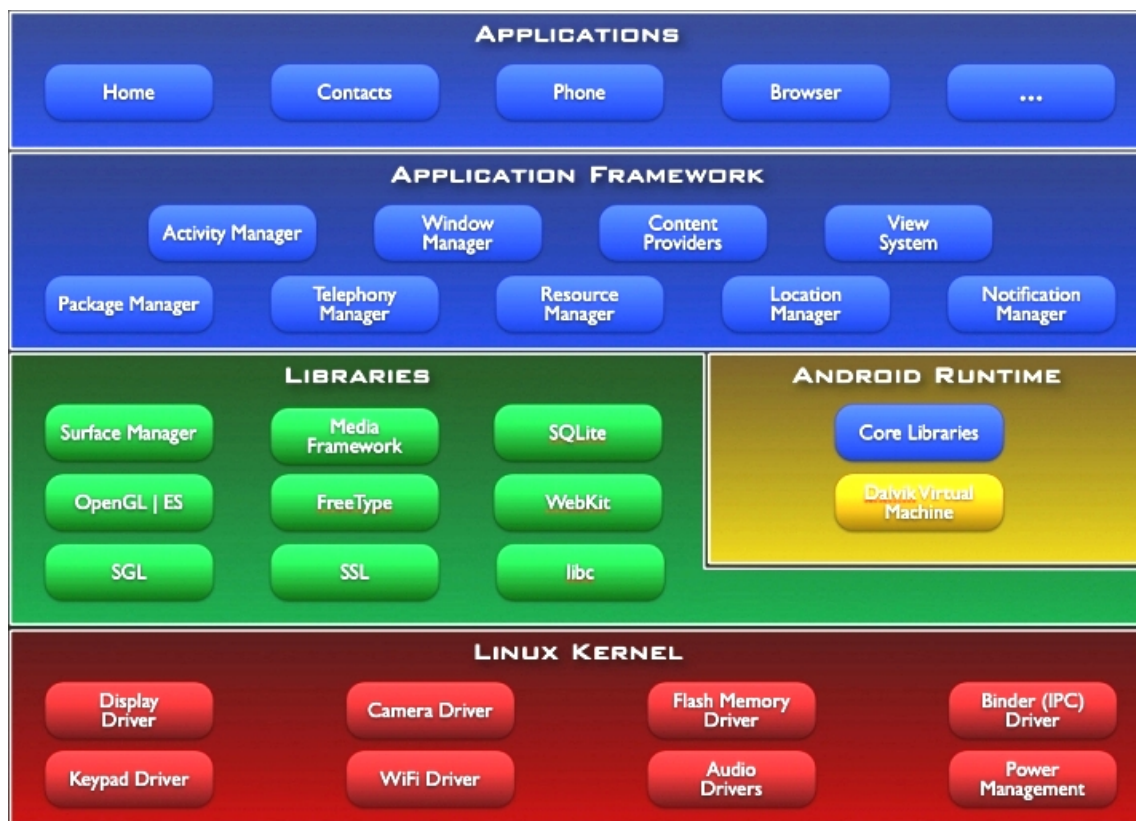 APPLICATIONS
Home
Contacts
Phone
Browser
...
APPLICATION FRAMEWORK
Activity Manager
Window
Manager
Content
Providers
View
System
Package Manager
Telephony
Manager
Resource
Manager
Location
Manager
Notification
Manager
LIBRARIES
Surface Manager
Media
Framework
SQLite
OpenGL | ES
FreeType
WebKit
SGL
SSL
libc
ANDROID RUNTIME
Core Libraries
Dalvik Virtual
Machine
LINUX KERNEL
Display
Driver
Camera Driver
Flash Memory
Driver
Binder (IPC)
Driver
Keypad Driver
WiFi Driver
Audio
Drivers
Power
Management